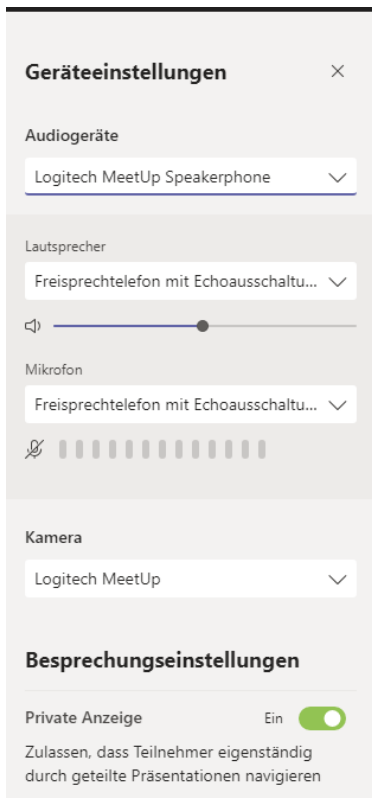 Geräteeinstellungen
Audiogeräte
Logitech MeetUp Speakerphone
Lautsprecher
Freisprechtelefon mit Echoausschaltu...
Mikrofon
Freisprechtelefon mit Echoausschaltu...
Kamera
Logitech MeetUp
Besprechungseinstellungen
Private Anzeige Ein
Zulassen, dass Teilnehmer eigenständig
durch geteilte Präsentationen navigieren